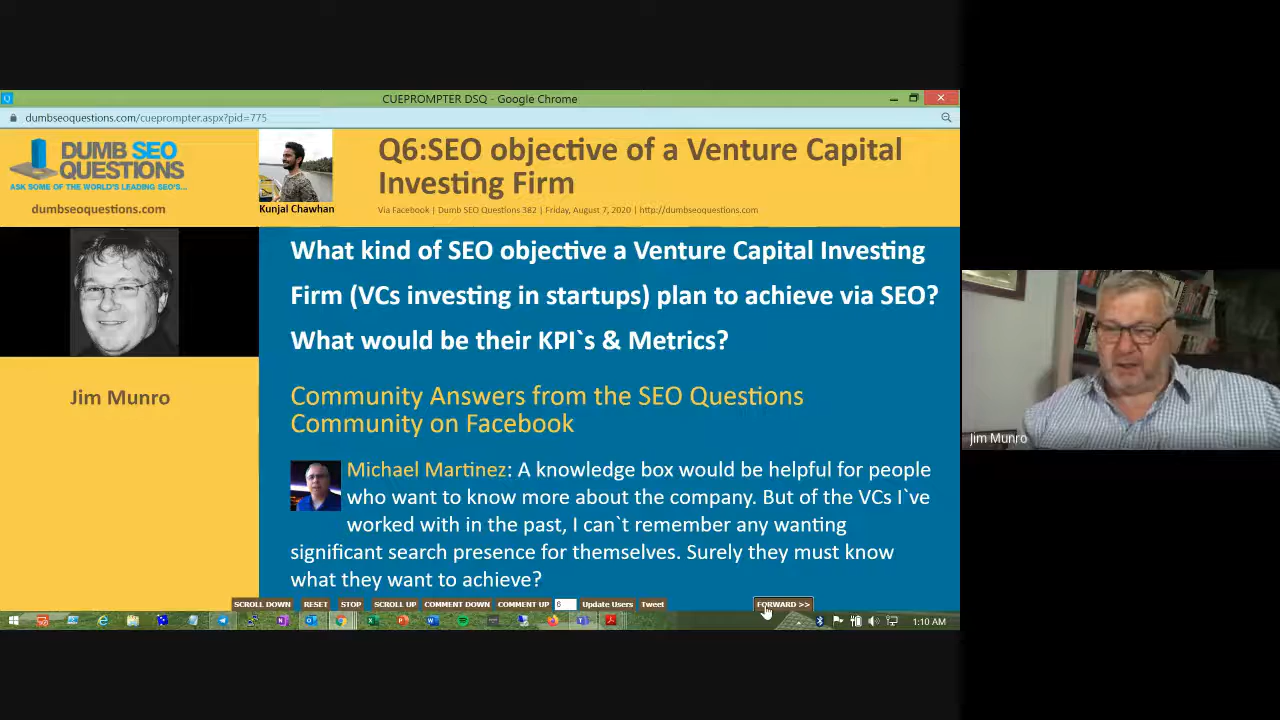 CUEPROMPTER DSQ - Google Chrome
dumbseoquestions.com/cueprompter.aspx?pid=775
DUMB SEO
QUESTIONS
ASK SOME OF THE WORLD'S LEADING SEO'S...
dumbseoquestions.com
Kunjal Chawhan
Q6:SEO objective of a Venture Capital
Investing Firm
Via Facebook | Dumb SEO Questions 382 | Friday, August 7, 2020 | http://dumbseoquestions.com
Jim Munro
What kind of SEO objective a Venture Capital Investing
Firm (VCs investing in startups) plan to achieve via SEO?
What would be their KPI`s & Metrics?
Community Answers from the SEO Questions
Community on Facebook
Michael Martinez: A knowledge box would be helpful for people
who want to know more about the company. But of the VCs I`ve
worked with in the past, I can`t remember any wanting
significant search presence for themselves. Surely they must know
what they want to achieve?
SCROLL DOWN RESET STOP SCROLL UP COMMENT DOWN COMMENT UP 6 Update Users Tweet FORWARD >>
1:10 AM
Jim Munro